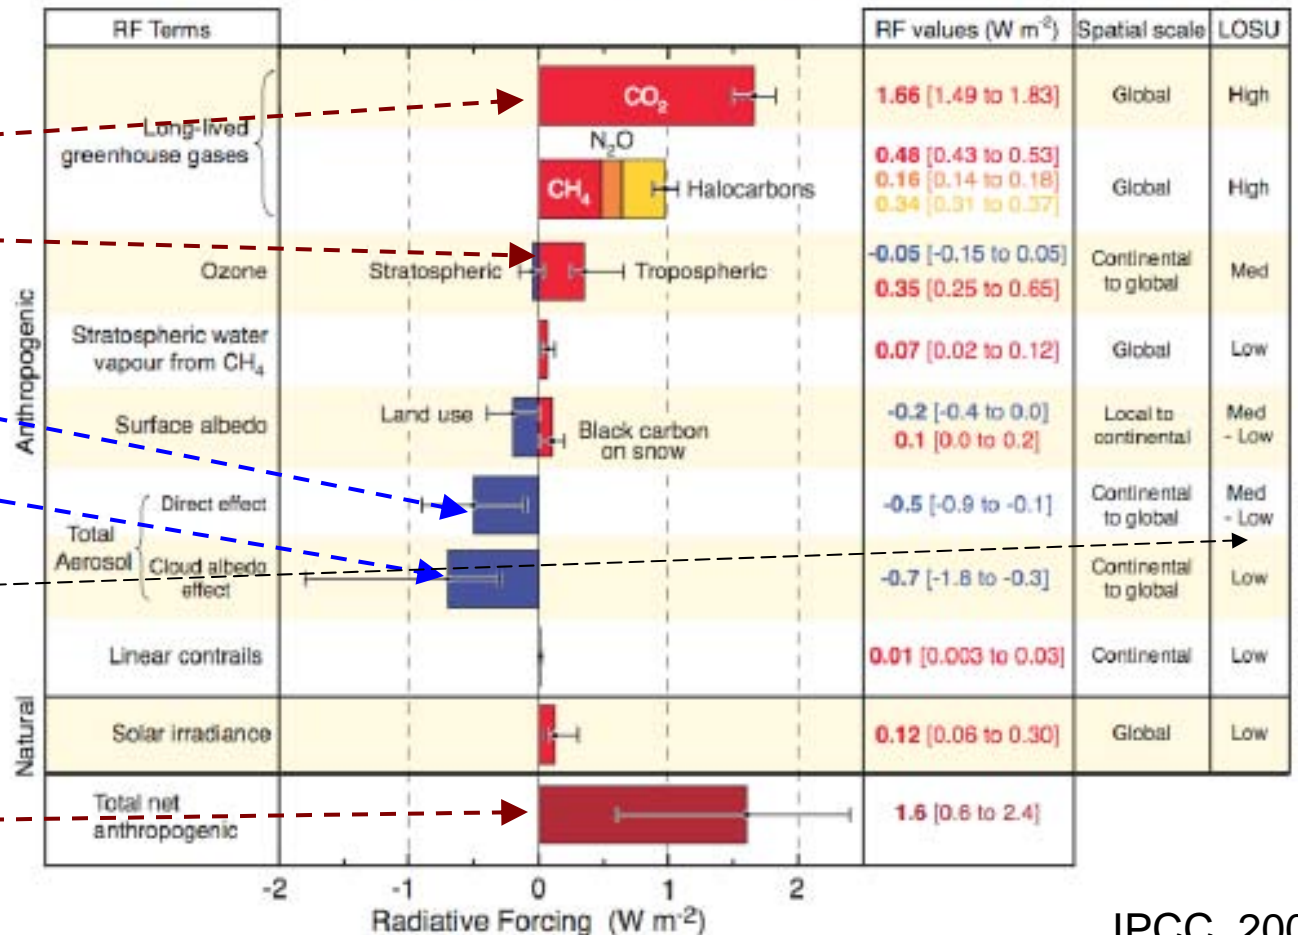 RF Terms
RF values (W m-2)
Spatial scale
LOSU
Anthropogenic
Long-lived
greenhouse gases
CO2
1.66 [1.49 to 1.83]
Global
High
N2O
CH4
Halocarbons
0.48 [0.43 to 0.53]
0.16 [0.14 to 0.18]
0.34 [0.31 to 0.37]
Global
High
Ozone
Stratospheric
Tropospheric
-0.05 [-0.15 to 0.05]
0.35 [0.25 to 0.65]
Continental
to global
Med
Stratospheric water
vapour from CH4
0.07 [0.02 to 0.12]
Global
Low
Surface albedo
Land use
Black carbon
on snow
-0.2 [-0.4 to 0.0]
0.1 [0.0 to 0.2]
Local to
continental
Med
- Low
Total
Aerosol
Direct effect
-0.5 [-0.9 to -0.1]
Continental
to global
Med
- Low
Cloud albedo
effect
-0.7 [-1.8 to -0.3]
Continental
to global
Low
Linear contrails
0.01 [0.003 to 0.03]
Continental
Low
Natural
Solar irradiance
0.12 [0.06 to 0.30]
Global
Low
Total net
anthropogenic
1.6 [0.6 to 2.4]
-2 -1 0 1 2
Radiative Forcing (W m-2)
IPCC 200